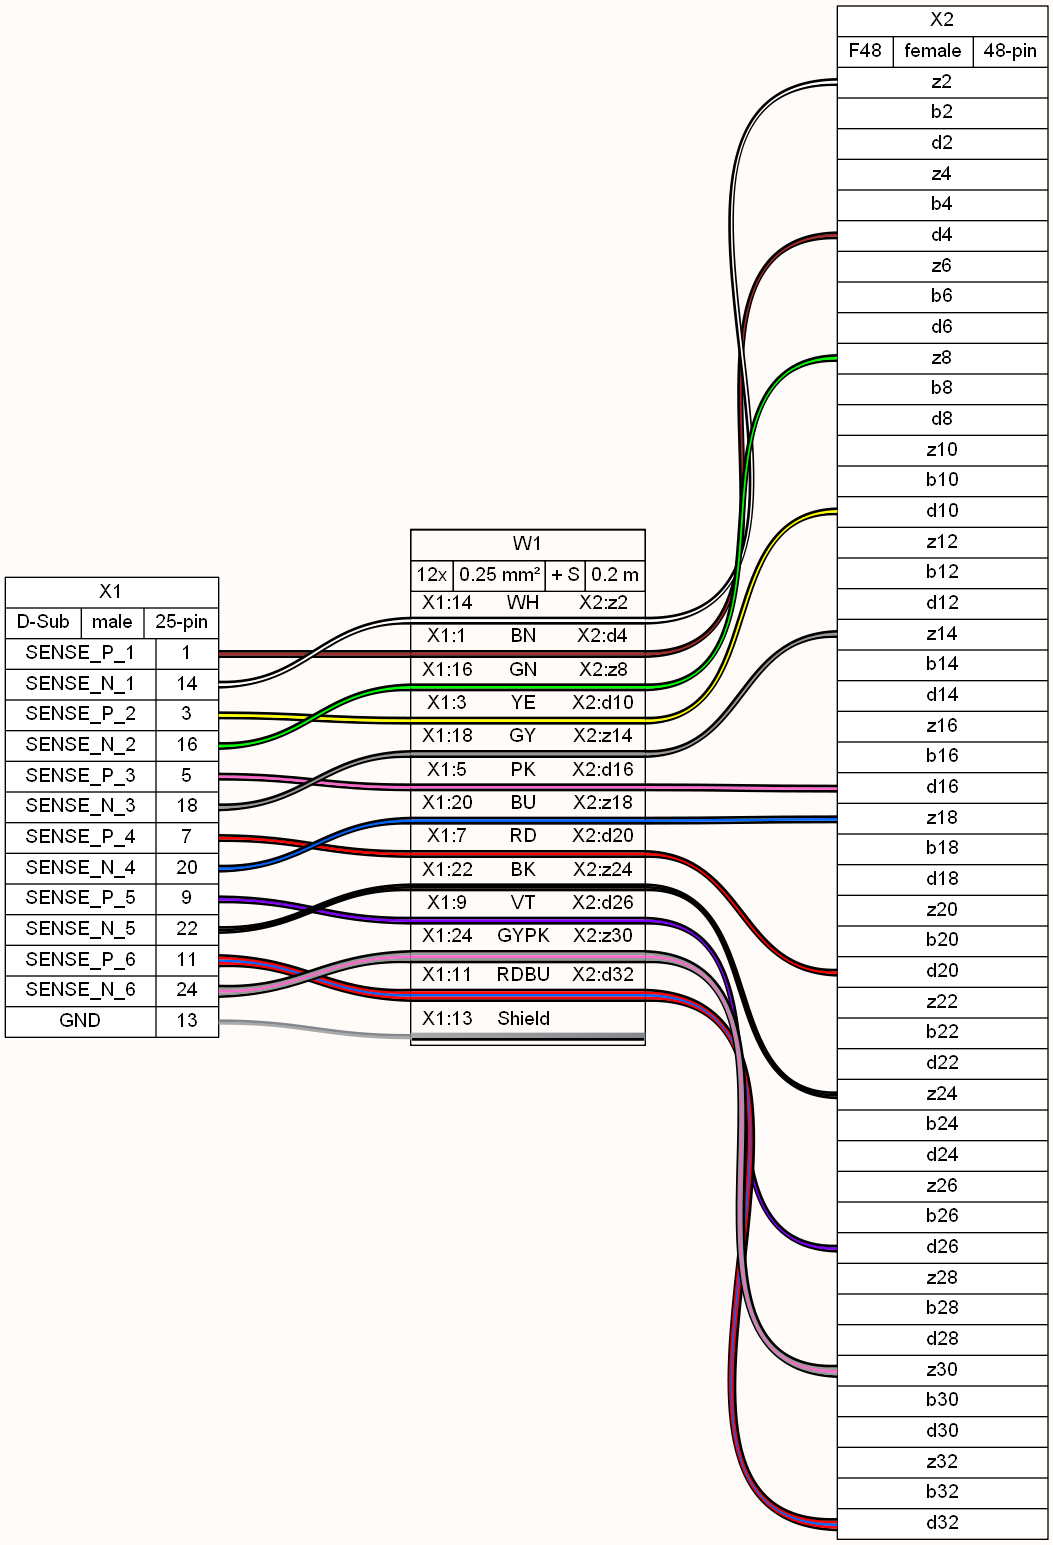 X1
D-Sub male 25-pin
SENSE_P_1 1
SENSE_N_1 14
SENSE_P_2 3
SENSE_N_2 16
SENSE_P_3 5
SENSE_N_3 18
SENSE_P_4 7
SENSE_N_4 20
SENSE_P_5 9
SENSE_N_5 22
SENSE_P_6 11
SENSE_N_6 24
GND 13
W1
12x 0.25 mm² + S 0.2 m
X1:14 WH X2:z2
X1:1 BN X2:d4
X1:16 GN X2:z8
X1:3 YE X2:d10
X1:18 GY X2:z14
X1:5 PK X2:d16
X1:20 BU X2:z18
X1:7 RD X2:d20
X1:22 BK X2:z24
X1:9 VT X2:d26
X1:24 GYPK X2:z30
X1:11 RDBU X2:d32
X1:13 Shield
X2
F48 female 48-pin
z2
b2
d2
z4
b4
d4
z6
b6
d6
z8
b8
d8
z10
b10
d10
z12
b12
d12
z14
b14
d14
z16
b16
d16
z18
b18
d18
z20
b20
d20
z22
b22
d22
z24
b24
d24
z26
b26
d26
z28
b28
d28
z30
b30
d30
z32
b32
d32